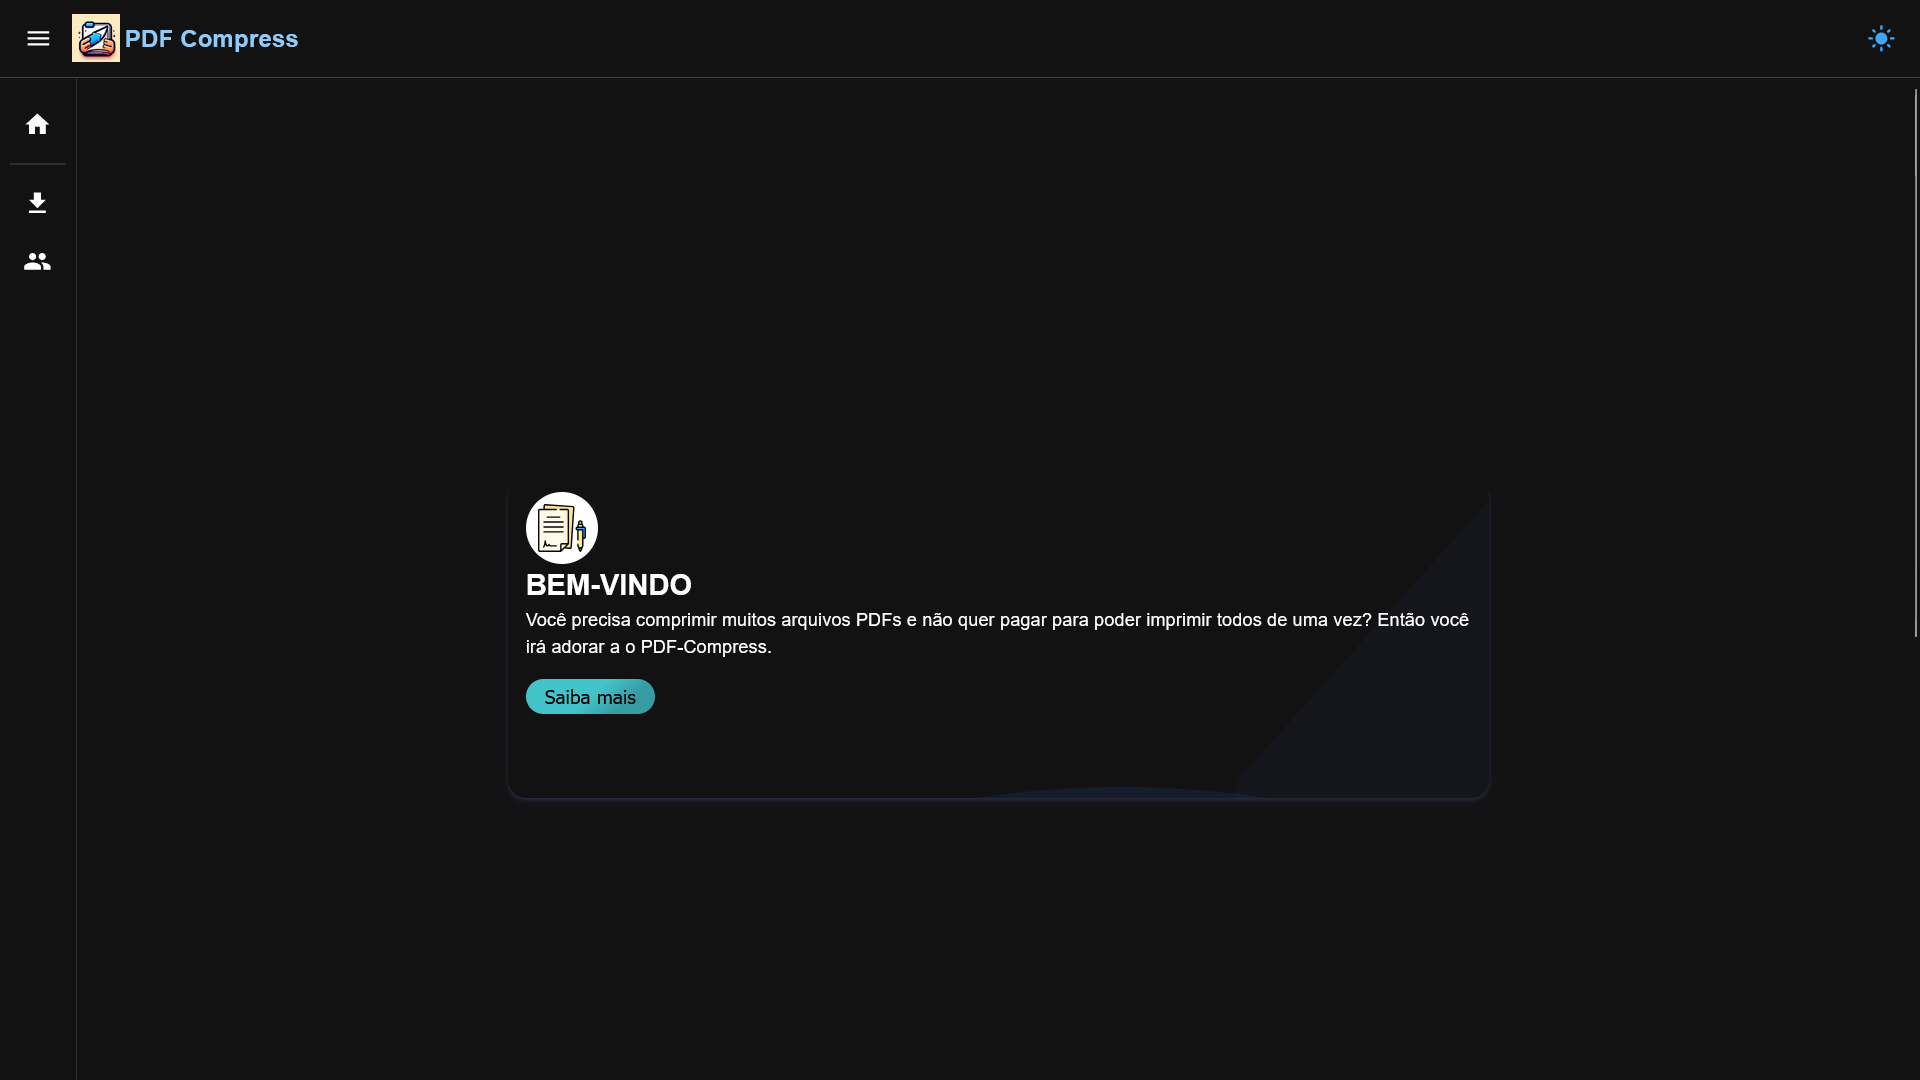 PDF Compress
BEM-VINDO
Você precisa comprimir muitos arquivos PDFs e não quer pagar para poder imprimir todos de uma vez? Então você
irá adorar a o PDF-Compress.
Saiba mais